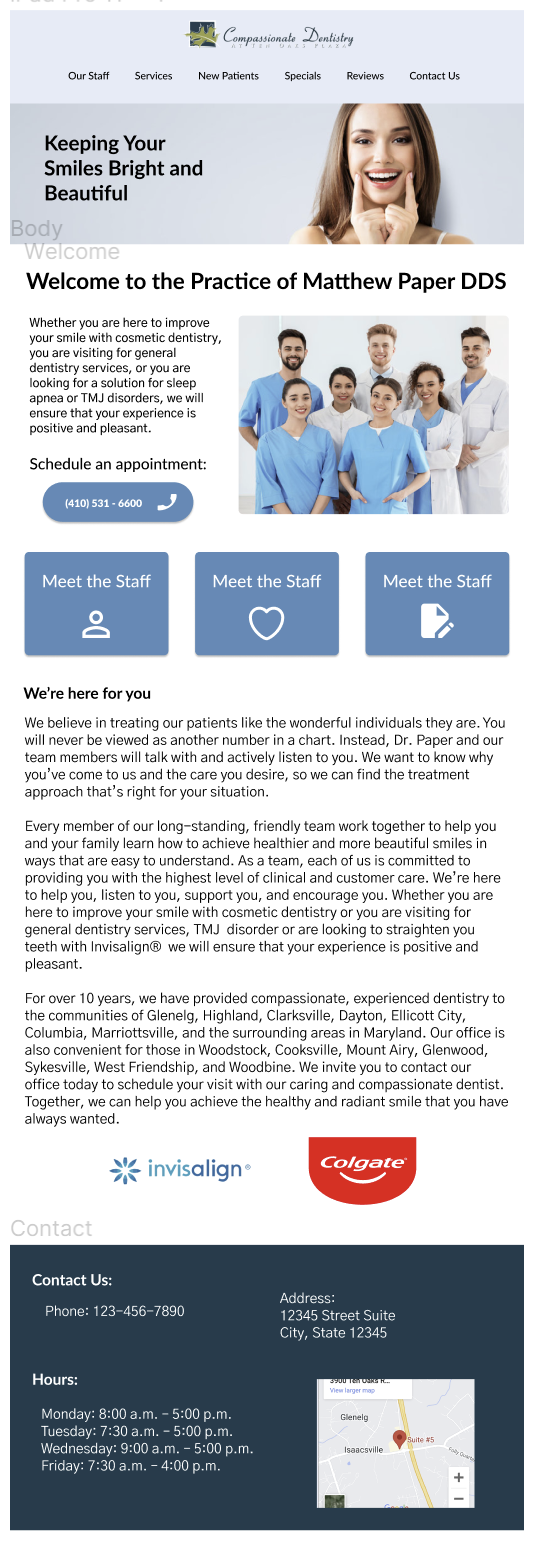 Compassionate Dentistry
AT TEN OAKS PLAZA
Our Staff Services New Patients Specials Reviews Contact Us
Keeping Your
Smiles Bright and
Beautiful
Body
Welcome
Welcome to the Practice of Matthew Paper DDS
Whether you are here to improve
your smile with cosmetic dentistry,
you are visiting for general
dentistry services, or you are
looking for a solution for sleep
apnea or TMJ disorders, we will
ensure that your experience is
positive and pleasant.
Schedule an appointment:
(410) 531 - 6600
Meet the Staff
Meet the Staff
Meet the Staff
We're here for you
We believe in treating our patients like the wonderful individuals they are. You
will never be viewed as another number in a chart. Instead, Dr. Paper and our
team members will talk with and actively listen to you. We want to know why
you've come to us and the care you desire, so we can find the treatment
approach that's right for your situation.
Every member of our long-standing, friendly team work together to help you
and your family learn how to achieve healthier and more beautiful smiles in
ways that are easy to understand. As a team, each of us is committed to
providing you with the highest level of clinical and customer care. We're here
to help you, listen to you, support you, and encourage you. Whether you are
here to improve your smile with cosmetic dentistry or you are visiting for
general dentistry services, TMJ disorder or are looking to straighten you
teeth with Invisalign® we will ensure that your experience is positive and
pleasant.
For over 10 years, we have provided compassionate, experienced dentistry to
the communities of Glenelg, Highland, Clarksville, Dayton, Ellicott City,
Columbia, Marriottsville, and the surrounding areas in Maryland. Our office is
also convenient for those in Woodstock, Cooksville, Mount Airy, Glenwood,
Sykesville, West Friendship, and Woodbine. We invite you to contact our
office today to schedule your visit with our caring and compassionate dentist.
Together, we can help you achieve the healthy and radiant smile that you have
always wanted.
invisalign®
Colgate®
Contact
Contact Us:
Phone: 123-456-7890
Address:
12345 Street Suite
City, State 12345
Hours:
Monday: 8:00 a.m. - 5:00 p.m.
Tuesday: 7:30 a.m. - 5:00 p.m.
Wednesday: 9:00 a.m. - 5:00 p.m.
Friday: 7:30 a.m. - 4:00 p.m.
3900 Ten Oaks R...
View larger map
Glenelg
Suite #5
Isaacsville
Folly Quarte
Google